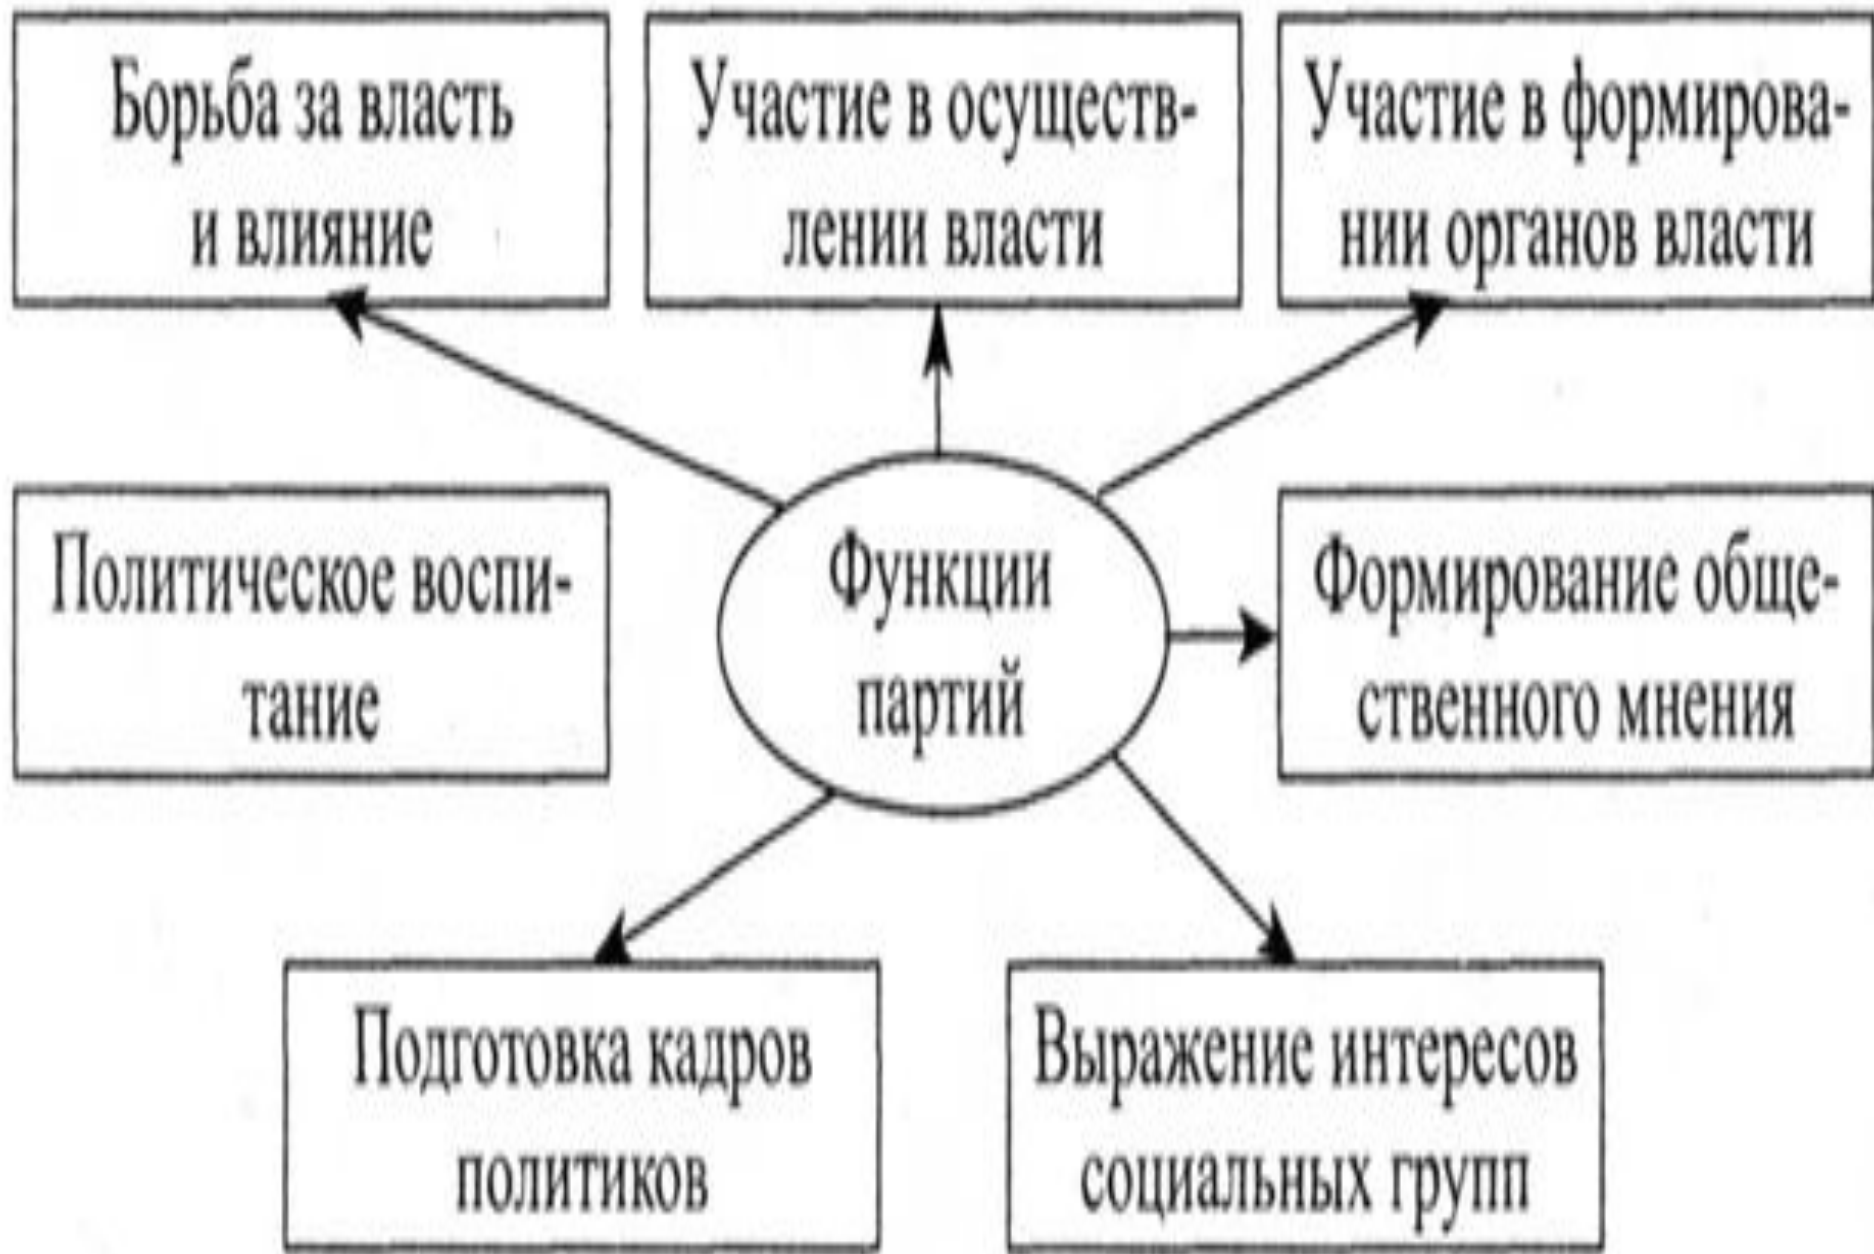 Борьба за власть
и влияние
Участие в осуществ-
лении власти
Участие в формирова-
нии органов власти
Политическое воспи-
тание
Функции
партий
Формирование обще-
ственного мнения
Подготовка кадров
политиков
Выражение интересов
социальных групп